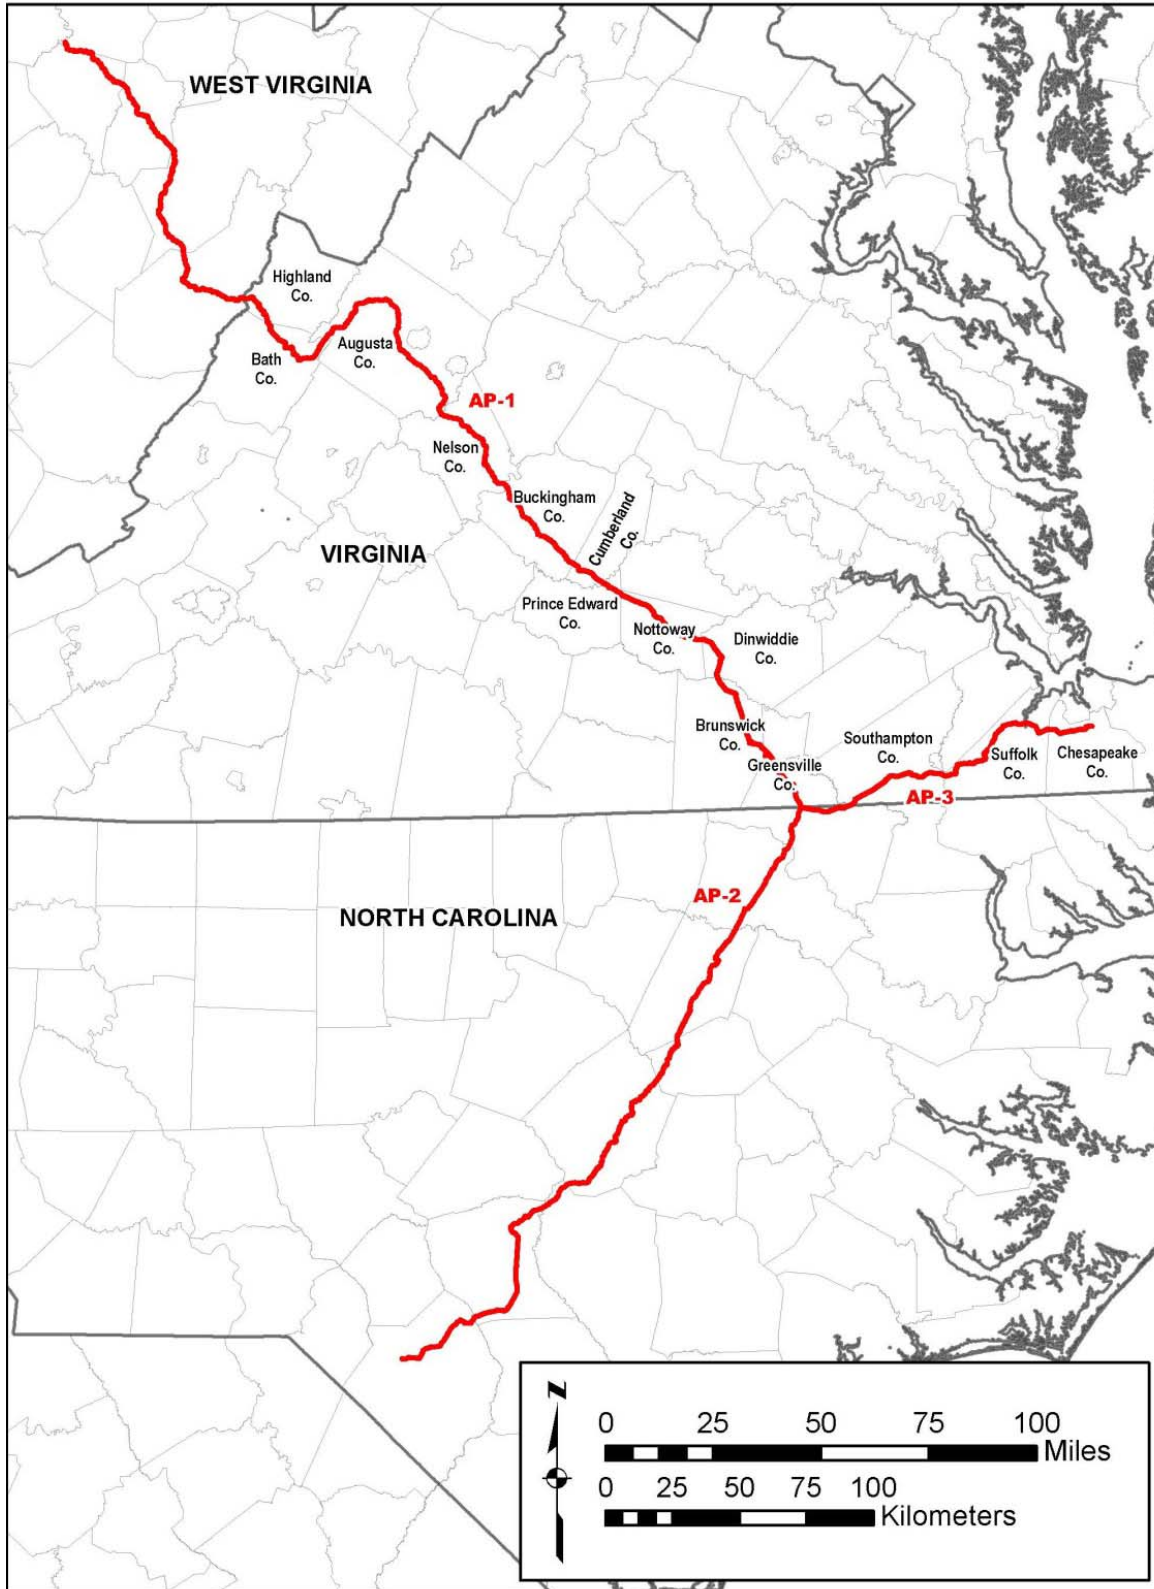 WEST VIRGINIA
Highland
Co.
Bath
Co.
Augusta
Co.
AP-1
Nelson
Co.
Buckingham
Co.
Cumberland
Co.
VIRGINIA
Prince Edward
Co.
Nottoway
Co.
Dinwiddie
Co.
Brunswick
Co.
Southampton
Co.
Suffolk
Co.
Chesapeake
Co.
Greensville
Co.
AP-3
AP-2
NORTH CAROLINA
N
0 25 50 75 100
Miles
0 25 50 75 100
Kilometers